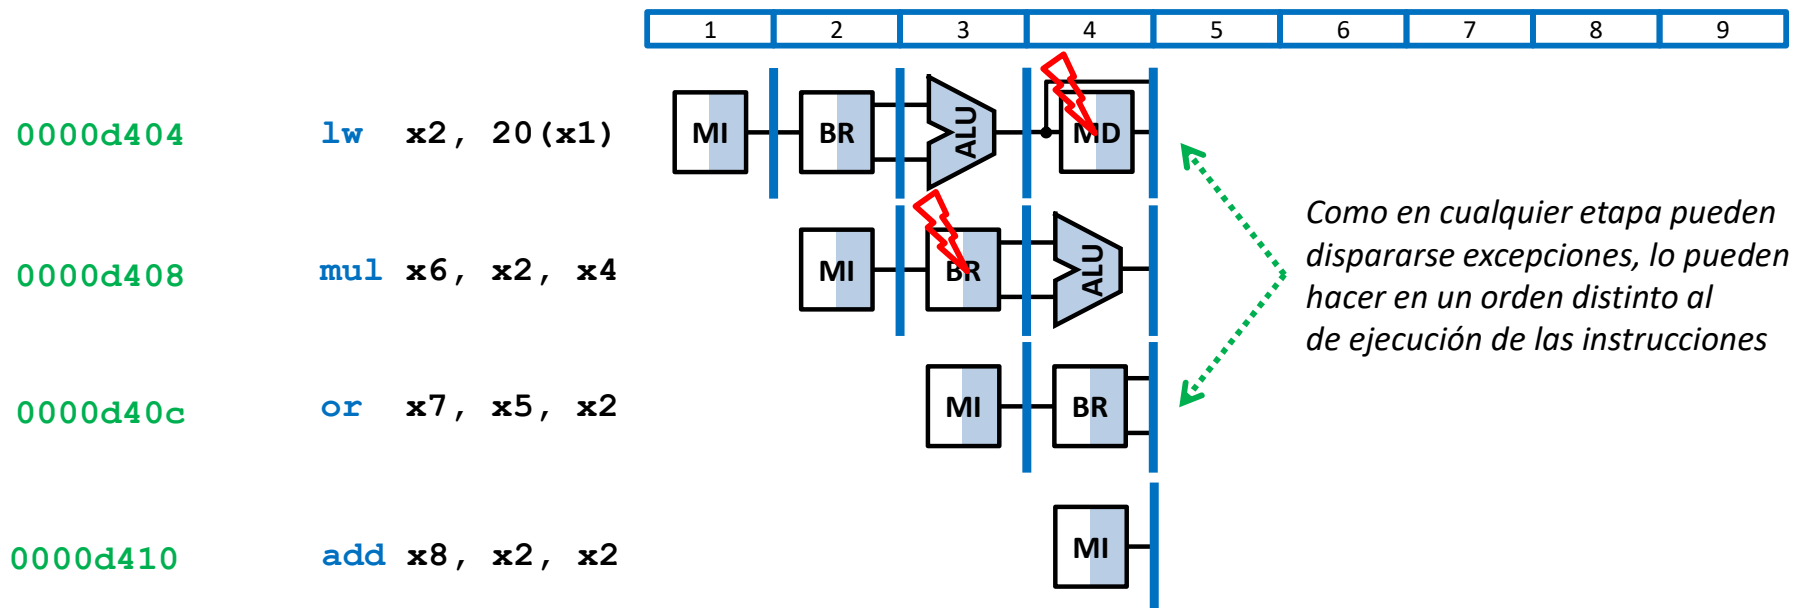 1 2 3 4 5 6 7 8 9
0000d404 lw x2, 20(x1) MI BR ALU MD
0000d408 mul x6, x2, x4 MI BR ALU
0000d40c or x7, x5, x2 MI BR
0000d410 add x8, x2, x2 MI
Como en cualquier etapa pueden
dispararse excepciones, lo pueden
hacer en un orden distinto al
de ejecución de las instrucciones